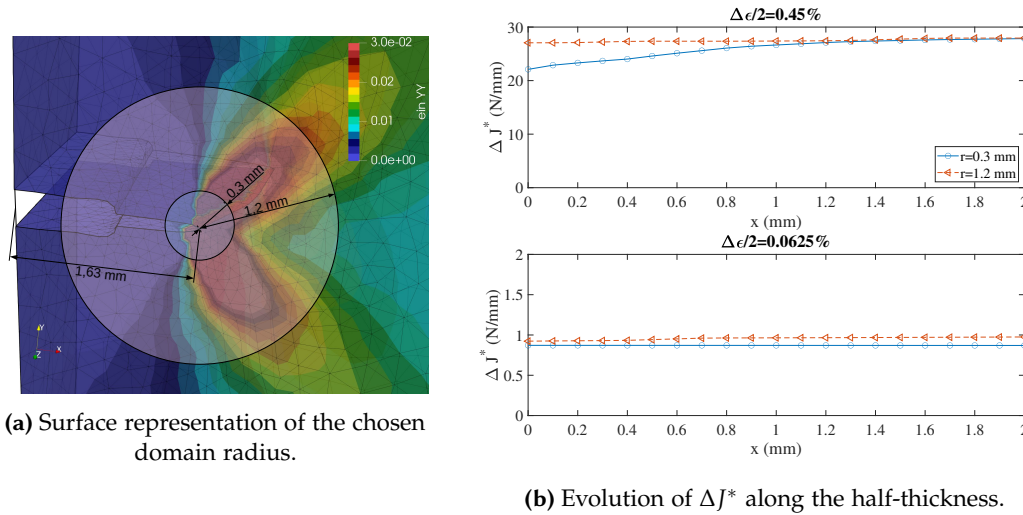 3.0e-02
0.02
0.01
0.0e+00
ein YY
0.3 mm
1,2 mm
1,63 mm
Y
Z
X
(a) Surface representation of the chosen
domain radius.
Δϵ/2=0.45%
30
20
10
0
Δ J* (N/mm)
r=0.3 mm
r=1.2 mm
0 0.2 0.4 0.6 0.8 1 1.2 1.4 1.6 1.8 2
x (mm)
Δϵ/2=0.0625%
2
1.5
1
0.5
0
Δ J* (N/mm)
0 0.2 0.4 0.6 0.8 1 1.2 1.4 1.6 1.8 2
x (mm)
(b) Evolution of ΔJ* along the half-thickness.